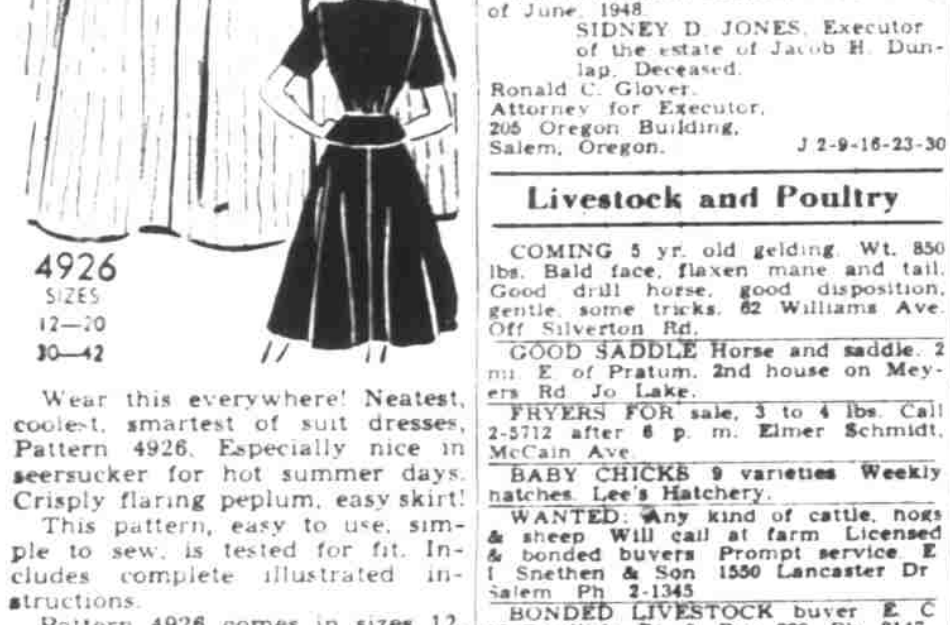 4926
SIZES
12—20
30—42
Wear this everywhere! Neatest,
coolest, smartest of suit dresses,
Pattern 4926. Especially nice in
seersucker for hot summer days.
Crisply flaring peplum, easy skirt!
This pattern, easy to use, sim-
ple to sew, is tested for fit. In-
cludes complete illustrated in-
structions.
Pattern 4926 comes in sizes 12,
of June, 1948.
SIDNEY D. JONES, Executor
of the estate of Jacob H. Dun-
lap, Deceased.
Ronald C. Glover,
Attorney for Executor,
205 Oregon Building,
Salem, Oregon. J 2-9-16-23-30
Livestock and Poultry
COMING 5 yr. old gelding. Wt. 850
lbs. Bald face, flaxen mane and tail.
Good drill horse, good disposition,
gentle, some tricks. 62 Williams Ave.
Off Silverton Rd.
GOOD SADDLE Horse and saddle. 2
mi. E of Pratum. 2nd house on Mey-
ers Rd Jo Lake.
FRYERS FOR sale, 3 to 4 lbs. Call
2-5712 after 6 p. m. Elmer Schmidt,
McCain Ave.
BABY CHICKS 9 varieties Weekly
hatches. Lee's Hatchery.
WANTED: Any kind of cattle, hogs
& sheep Will call at farm Licensed
& bonded buyers Prompt service. E
I Snethen & Son 1550 Lancaster Dr
Salem Ph 2-1345
BONDED LIVESTOCK buyer E C